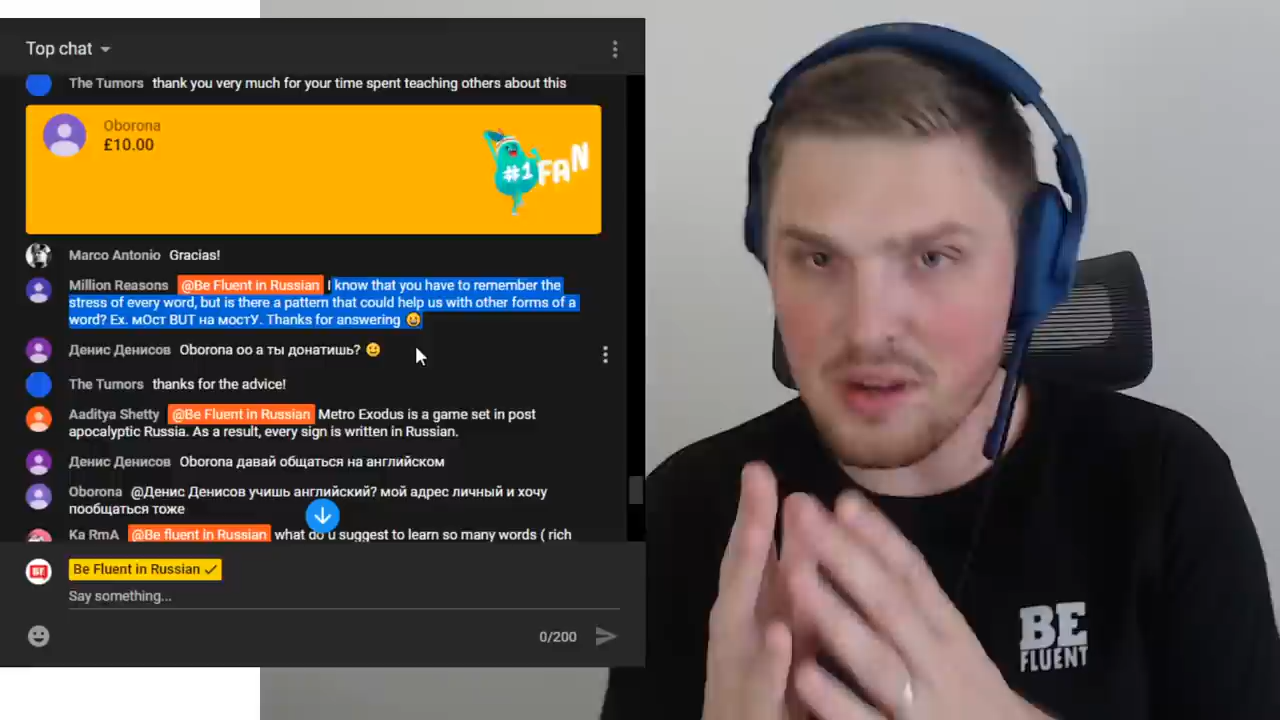 Top chat
The Tumors thank you very much for your time spent teaching others about this
Oborona
£10.00
#1 FAN
Marco Antonio Gracias!
Million Reasons @Be Fluent in Russian I know that you have to remember the
stress of every word, but is there a pattern that could help us with other forms of a
word? Ex. мОст BUT на мостУ. Thanks for answering 😀
Денис Денисов Oborona оо а ты донатишь? 🙂
The Tumors thanks for the advice!
Aaditya Shetty @Be Fluent in Russian Metro Exodus is a game set in post
apocalyptic Russia. As a result, every sign is written in Russian.
Денис Денисов Oborona давай общаться на английском
Oborona @Денис Денисов учишь английский? мой адрес личный и хочу
пообщаться тоже
Ka RmA @Be fluent in Russian what do u suggest to learn so many words ( rich
BE
Be Fluent in Russian
Say something...
0/200
BE
FLUENT